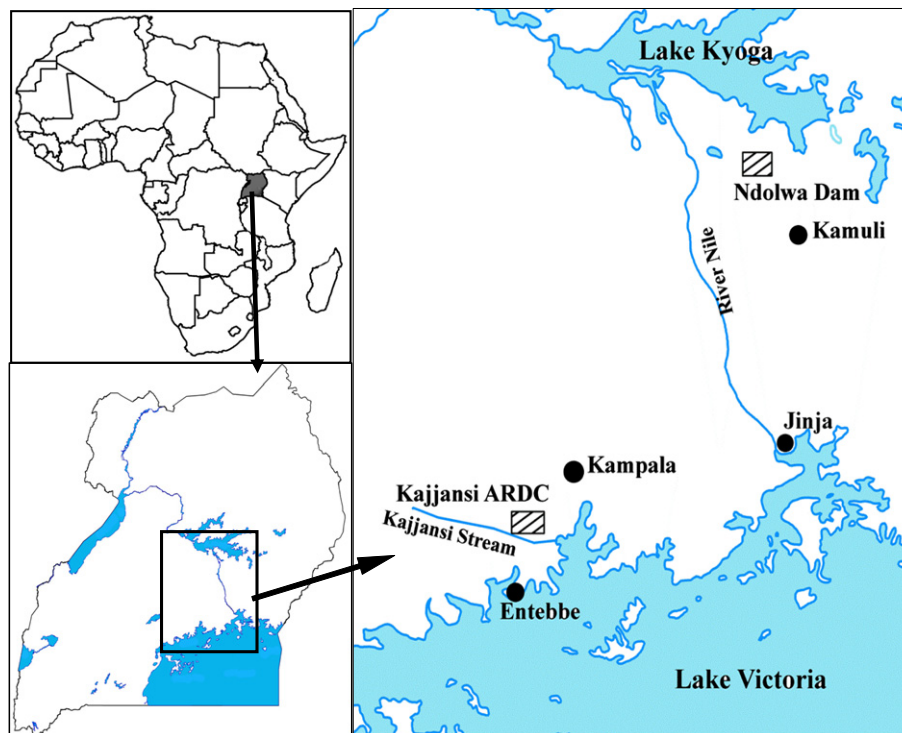 Lake Kyoga
Ndolwa Dam
Kamuli
River Nile
Jinja
Kampala
Kajjansi ARDC
Kajjansi Stream
Entebbe
Lake Victoria